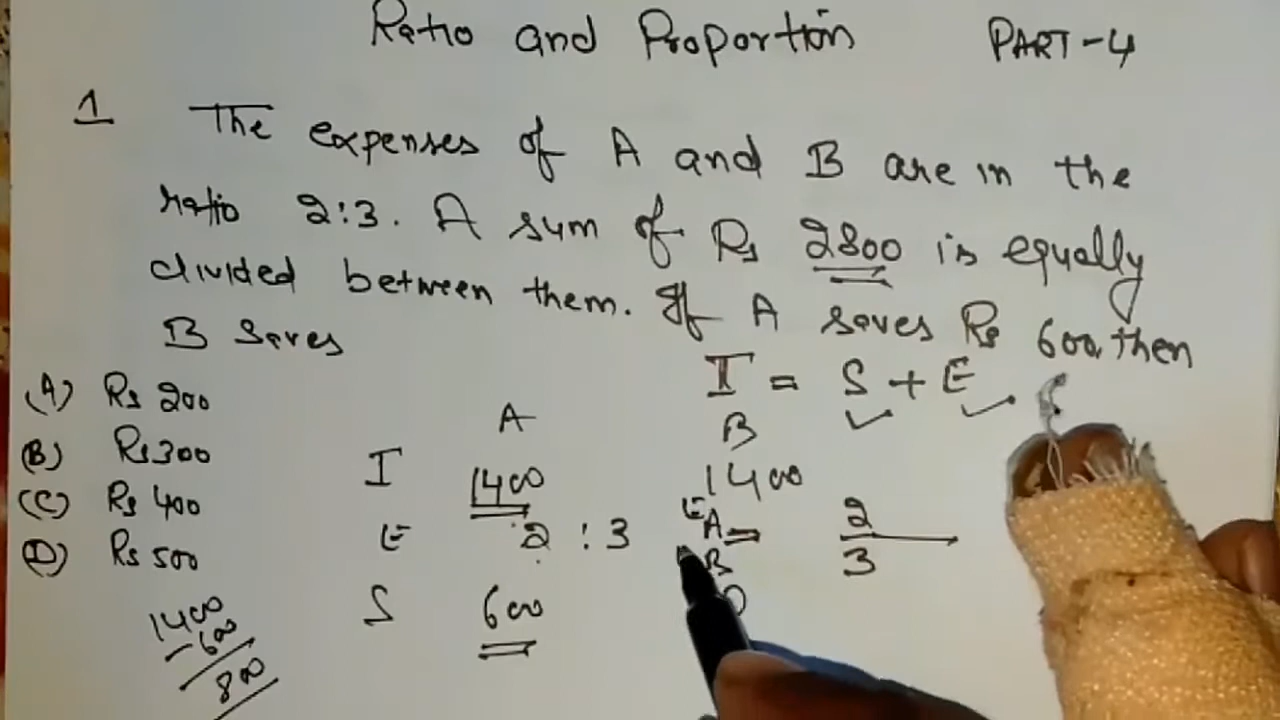 Ratio and Proportion PART-4
1 The expenses of A and B are in the
ratio 2:3. A sum of Rs 2800 is equally
divided between them. If A saves Rs 600, then
B saves
I = S + E
(A) Rs 200
(B) Rs 300
(C) Rs 400
(D) Rs 500
A B
I 1400 1400
E 2 : 3
S 600
E A = 2
B 3
1400
- 600
800